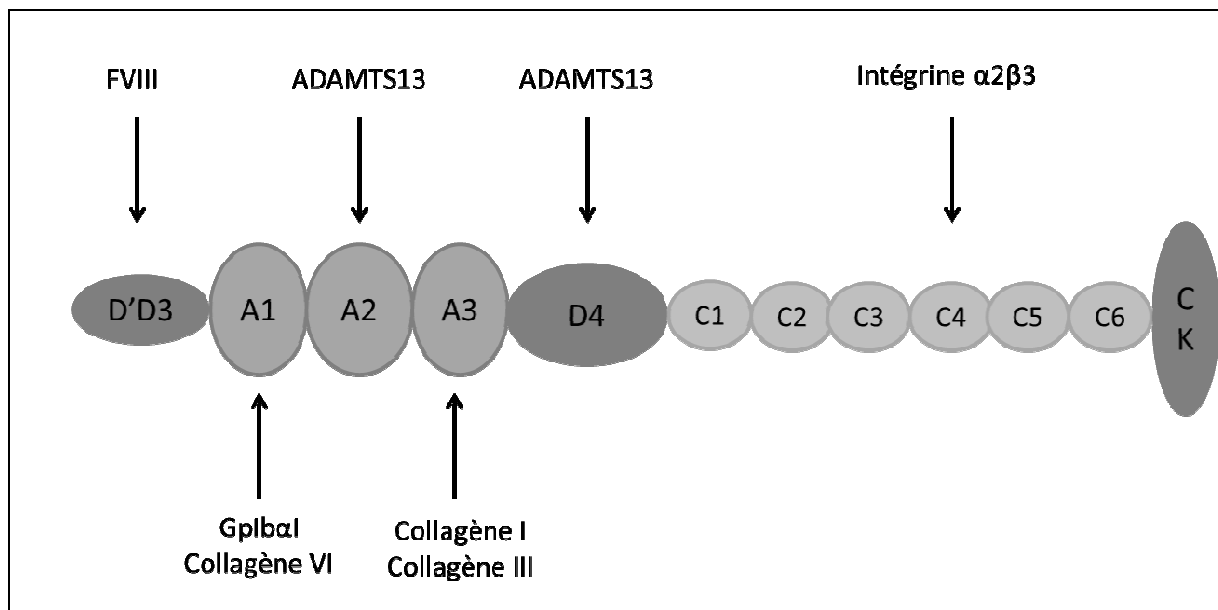 FVIII
ADAMTS13
ADAMTS13
Intégrine α2β3
D’D3
A1
A2
A3
D4
C1
C2
C3
C4
C5
C6
C
K
GpIbαI
Collagène VI
Collagène I
Collagène III